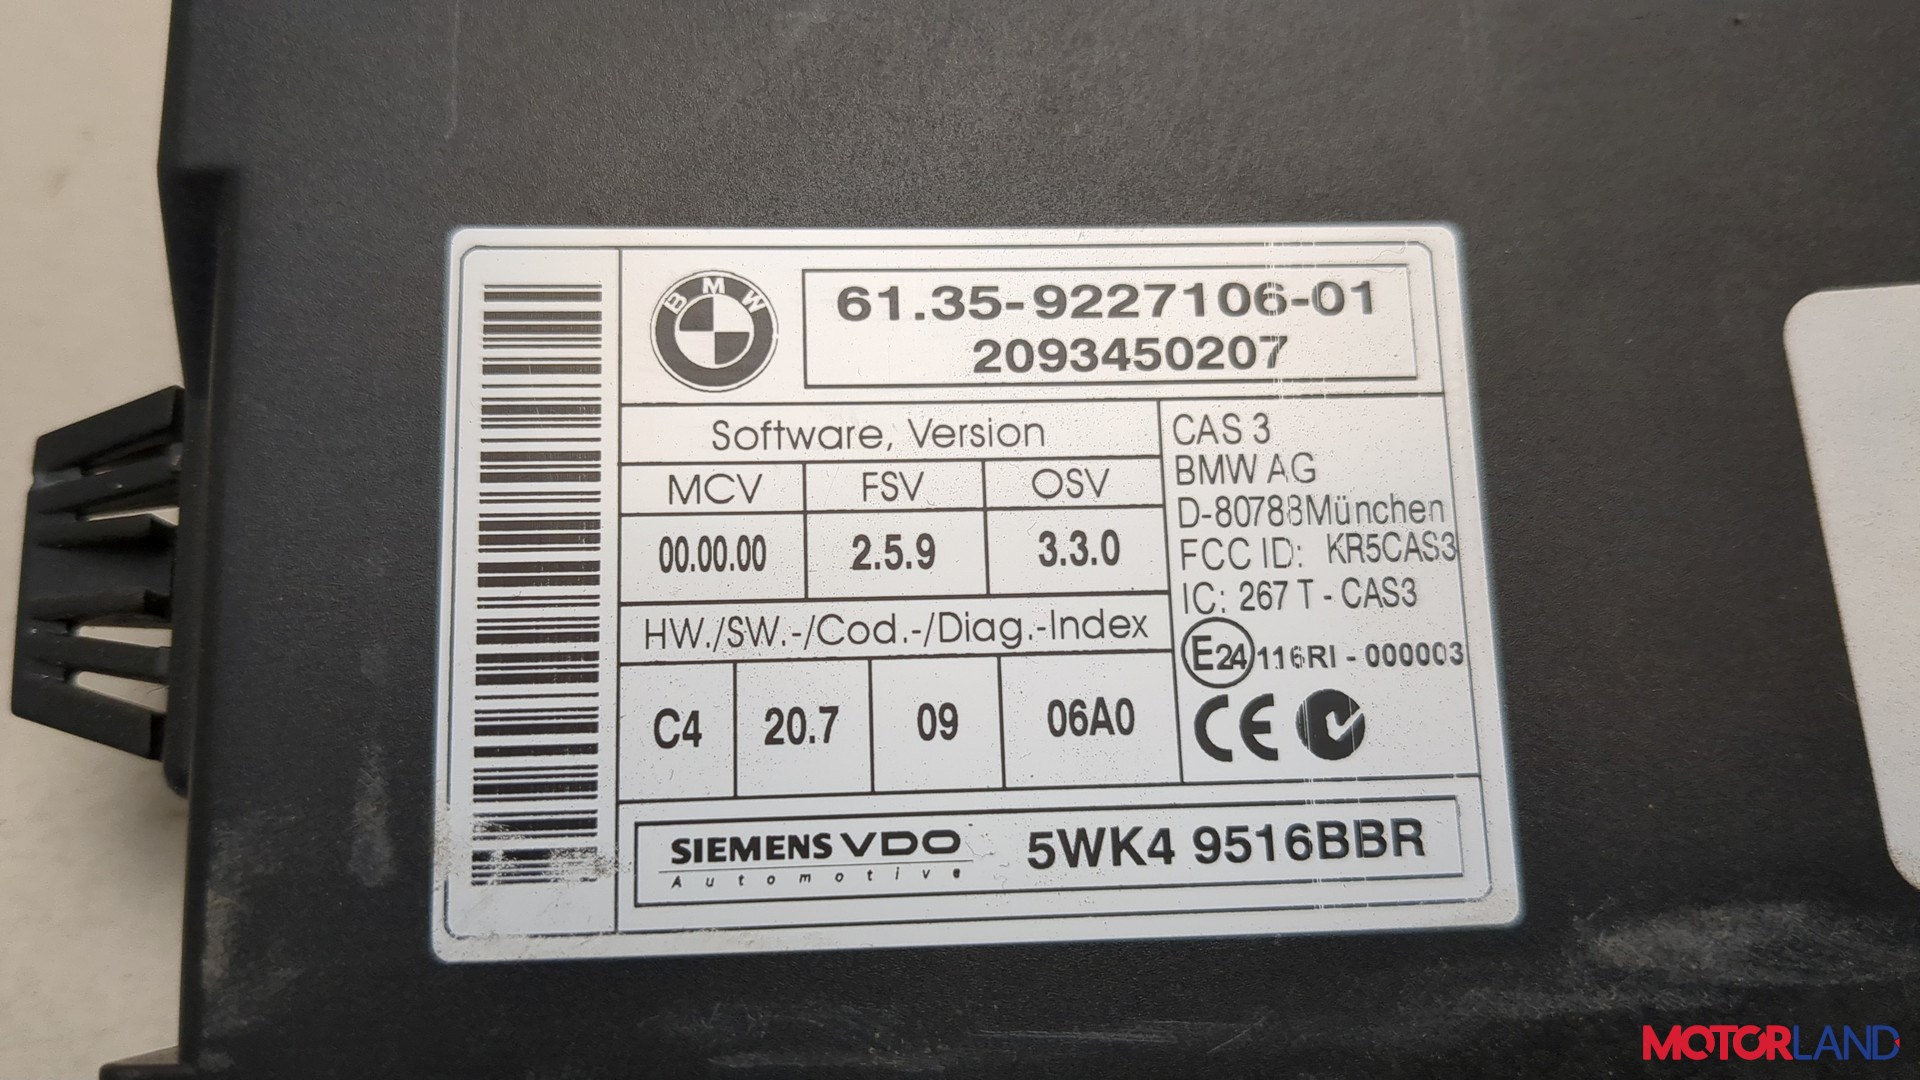 BMW
61.35-9227106-01
2093450207
Software, Version
MCV FSV OSV
00.00.00 2.5.9 3.3.0
HW./SW.-/Cod.-/Diag.-Index
C4 20.7 09 06A0
CAS 3
BMW AG
D-80788München
FCC ID: KR5CAS3
IC: 267 T - CAS3
E24 116RI - 000003
CE
SIEMENS VDO
Automotive
5WK4 9516BBR
MOTORLAND